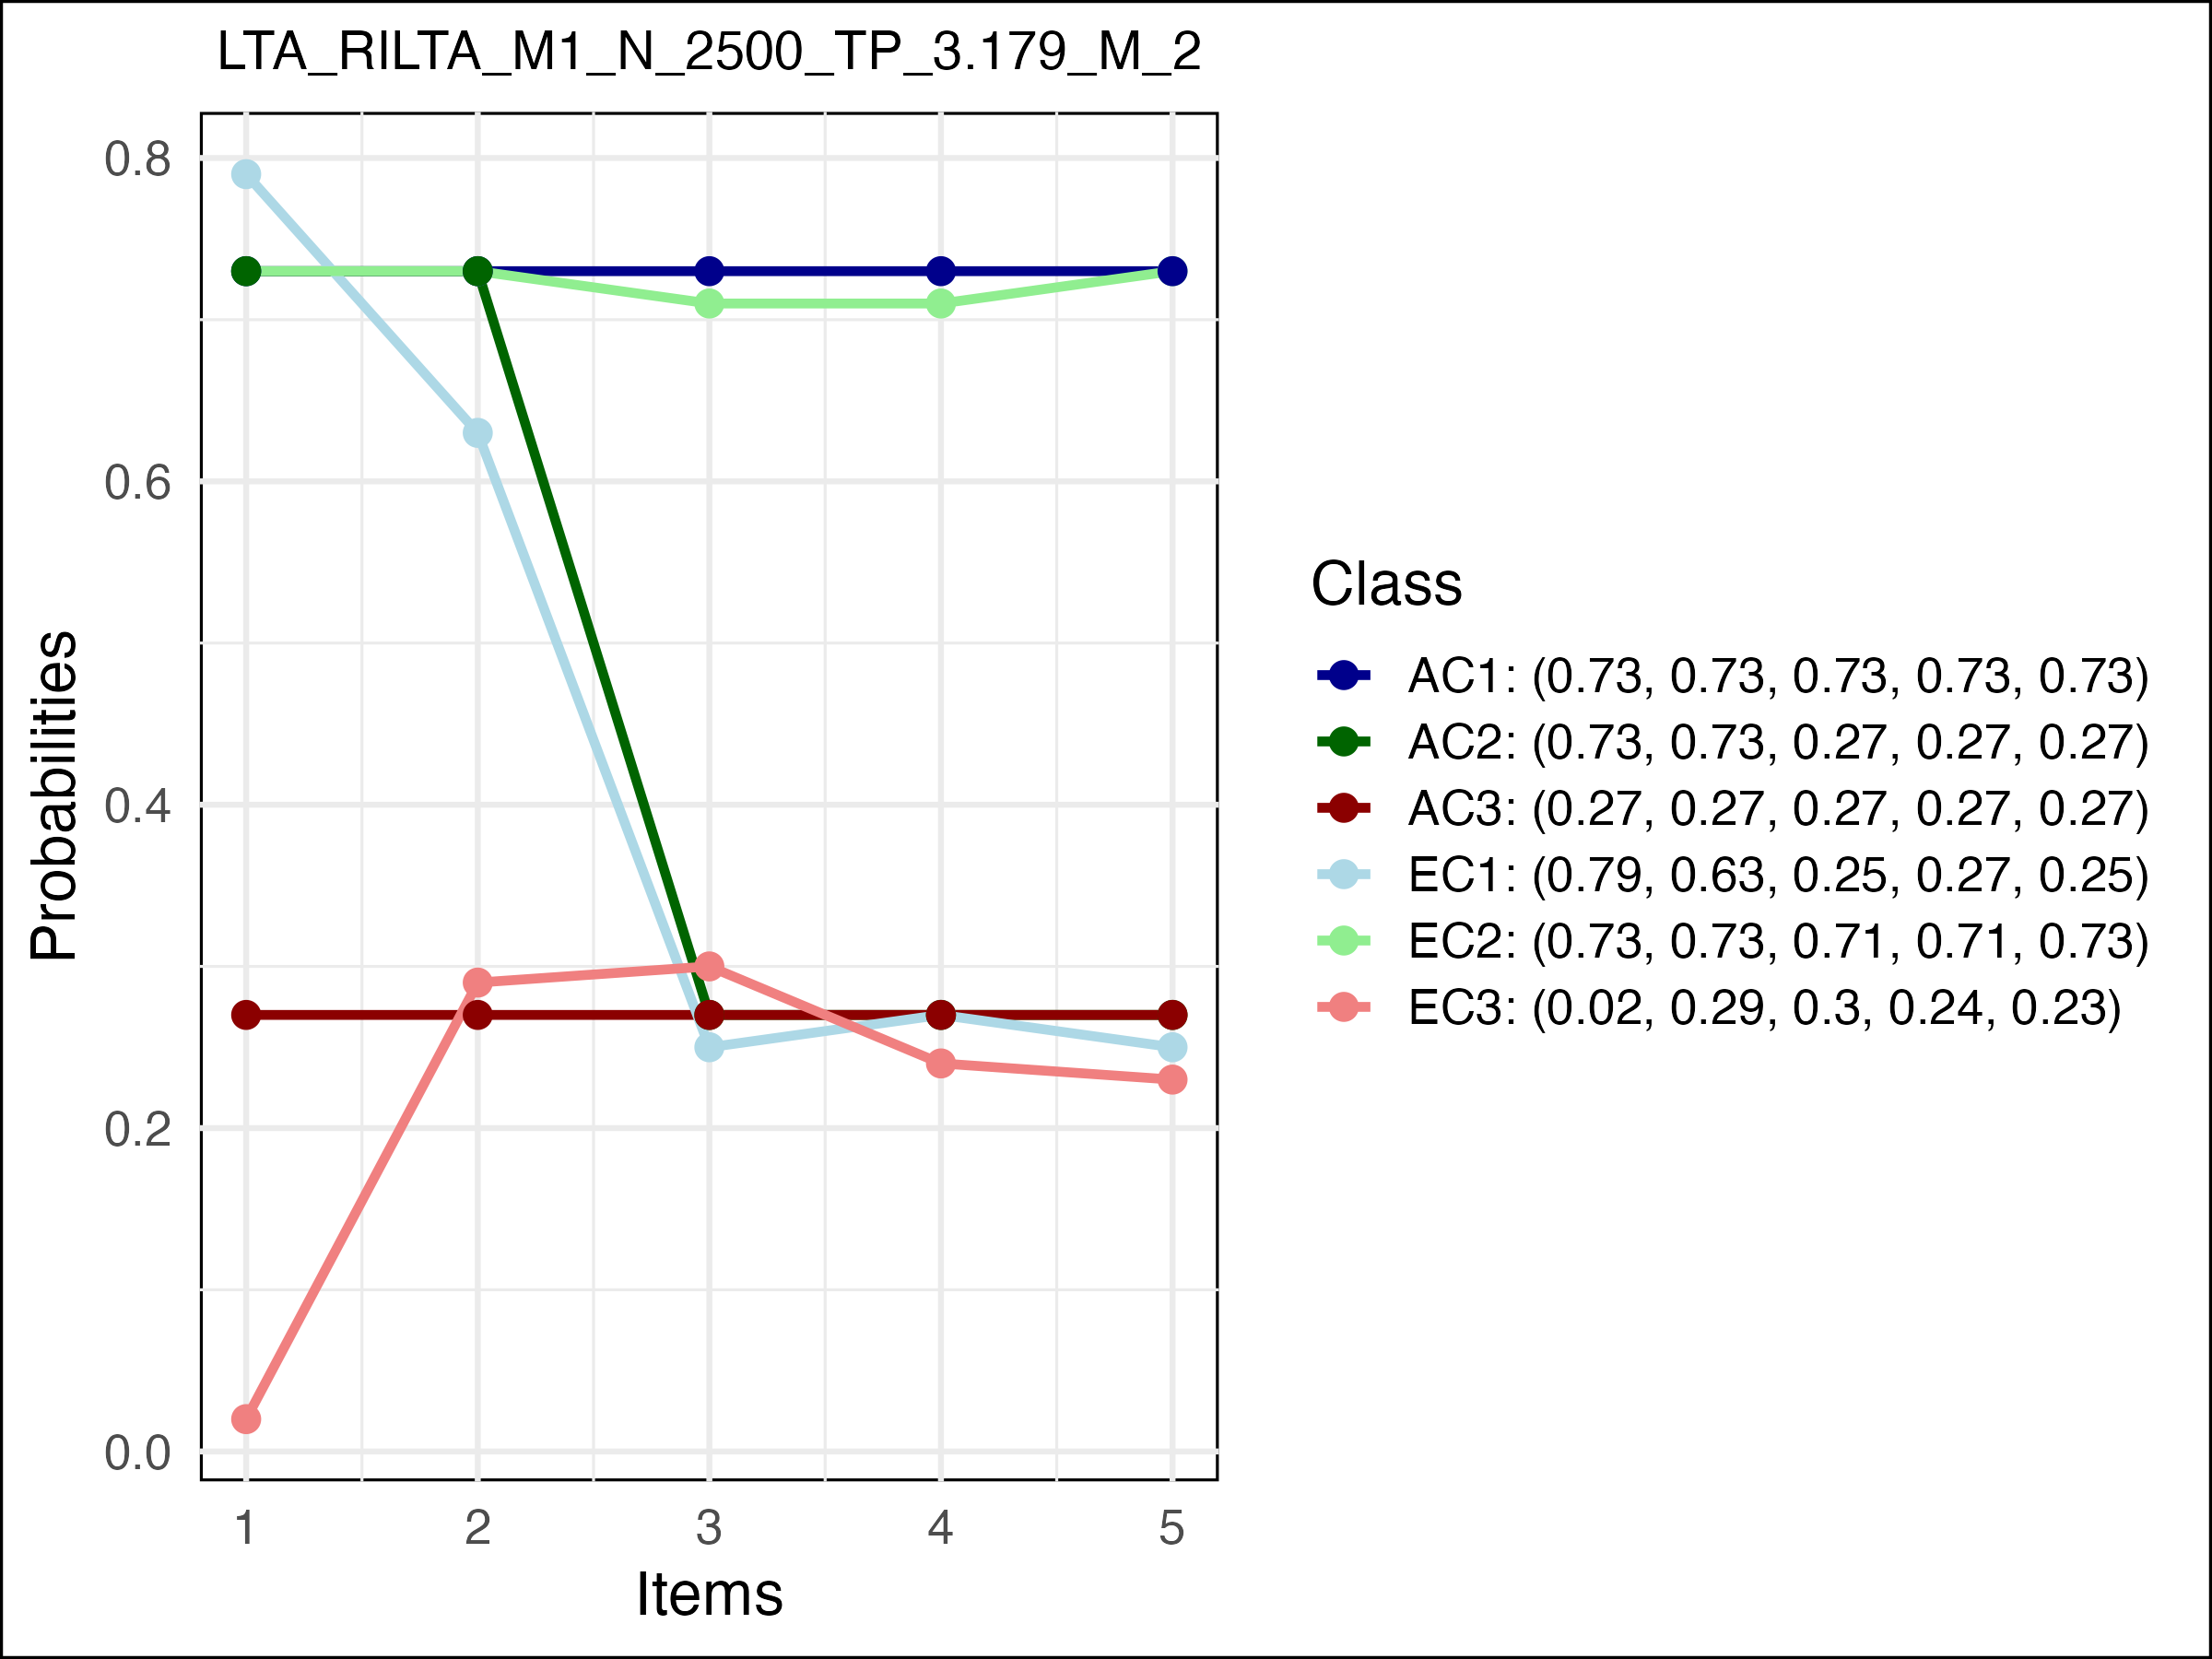 LTA_RILTA_M1_N_2500_TP_3.179_M_2
0.8
0.6
0.4
0.2
0.0
Probabilities
1 2 3 4 5
Items
Class
AC1: (0.73, 0.73, 0.73, 0.73, 0.73)
AC2: (0.73, 0.73, 0.27, 0.27, 0.27)
AC3: (0.27, 0.27, 0.27, 0.27, 0.27)
EC1: (0.79, 0.63, 0.25, 0.27, 0.25)
EC2: (0.73, 0.73, 0.71, 0.71, 0.73)
EC3: (0.02, 0.29, 0.3, 0.24, 0.23)